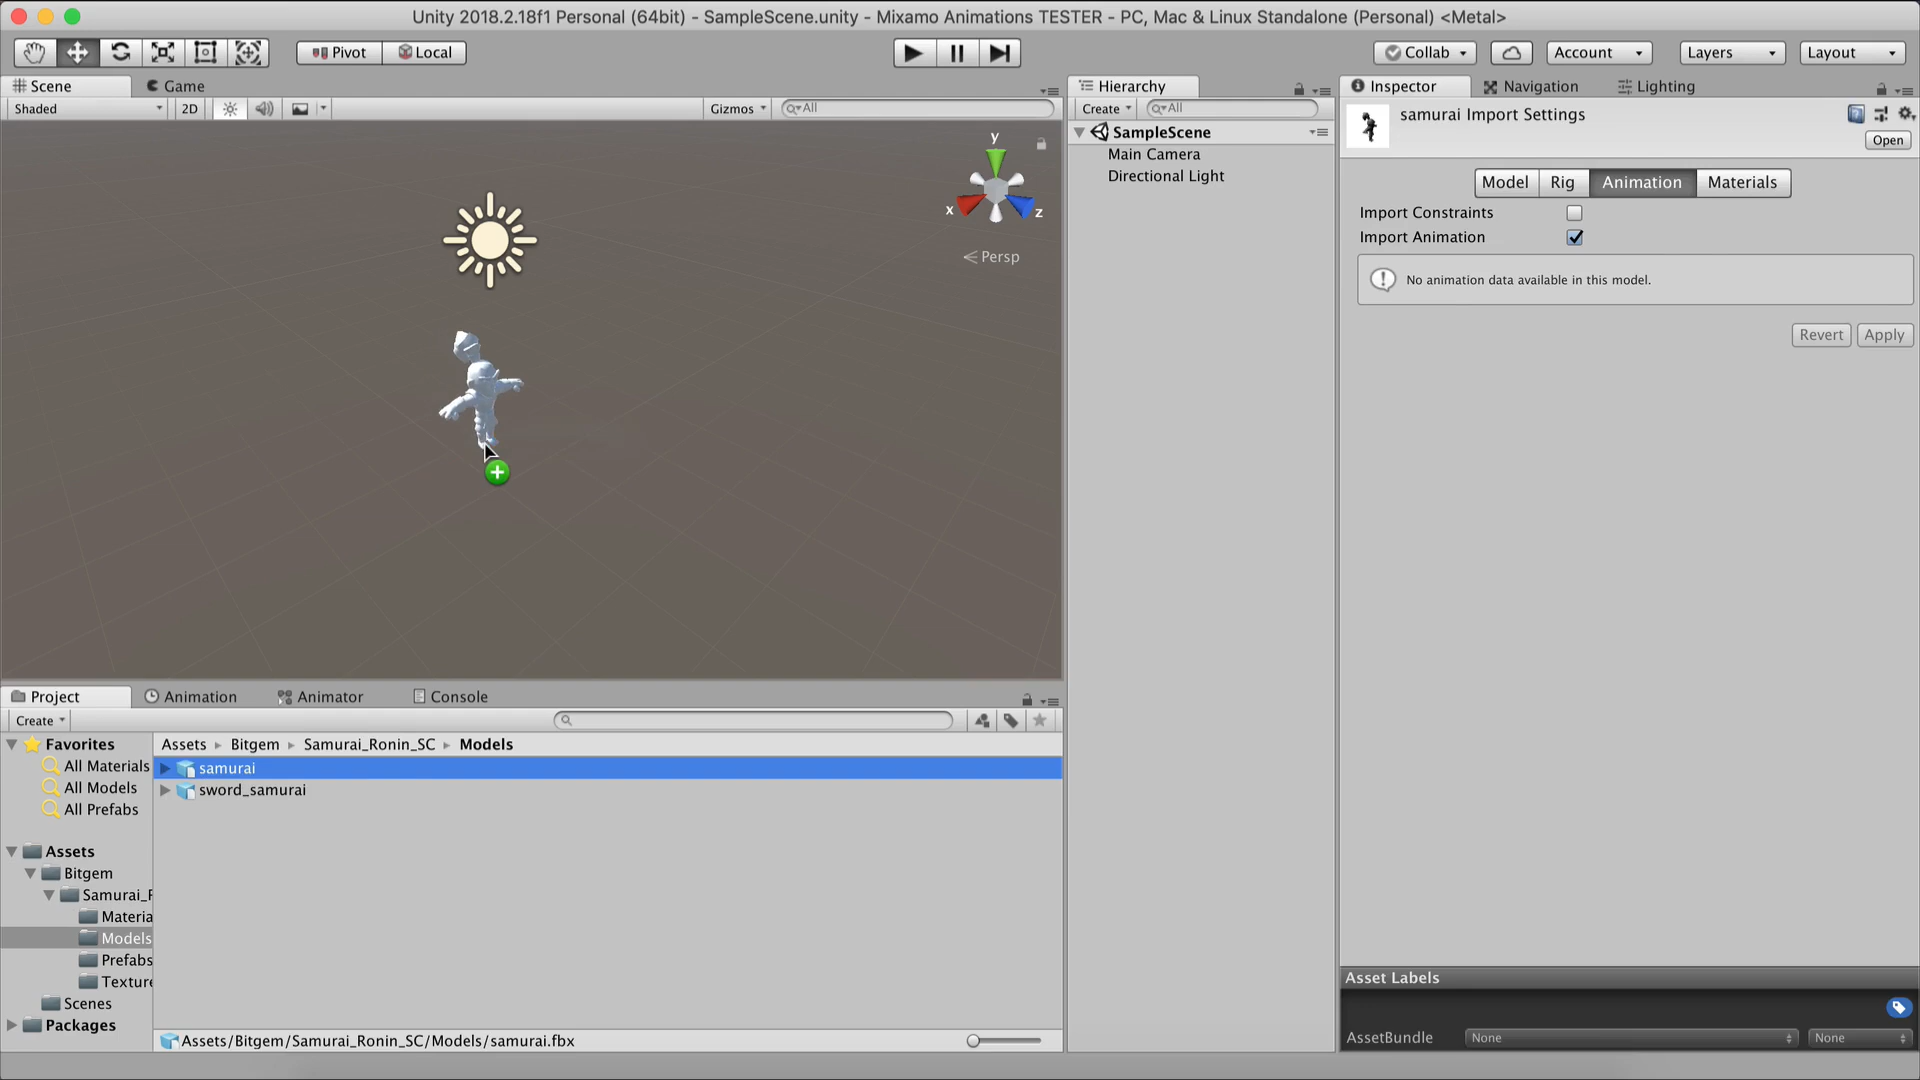 Unity 2018.2.18f1 Personal (64bit) - SampleScene.unity - Mixamo Animations TESTER - PC, Mac & Linux Standalone (Personal) <Metal>
Pivot Local Collab Account Layers Layout
Scene Game
Shaded 2D Gizmos All
y
x
z
Persp
Hierarchy
Create All
SampleScene
Main Camera
Directional Light
Inspector Navigation Lighting
samurai Import Settings
Open
Model Rig Animation Materials
Import Constraints
Import Animation
No animation data available in this model.
Revert Apply
Project Animation Animator Console
Create
Favorites
All Materials
All Models
All Prefabs
Assets
Bitgem
Samurai_R
Materia
Models
Prefabs
Texture
Scenes
Packages
Assets Bitgem Samurai_Ronin_SC Models
samurai
sword_samurai
Assets/Bitgem/Samurai_Ronin_SC/Models/samurai.fbx
Asset Labels
AssetBundle None None